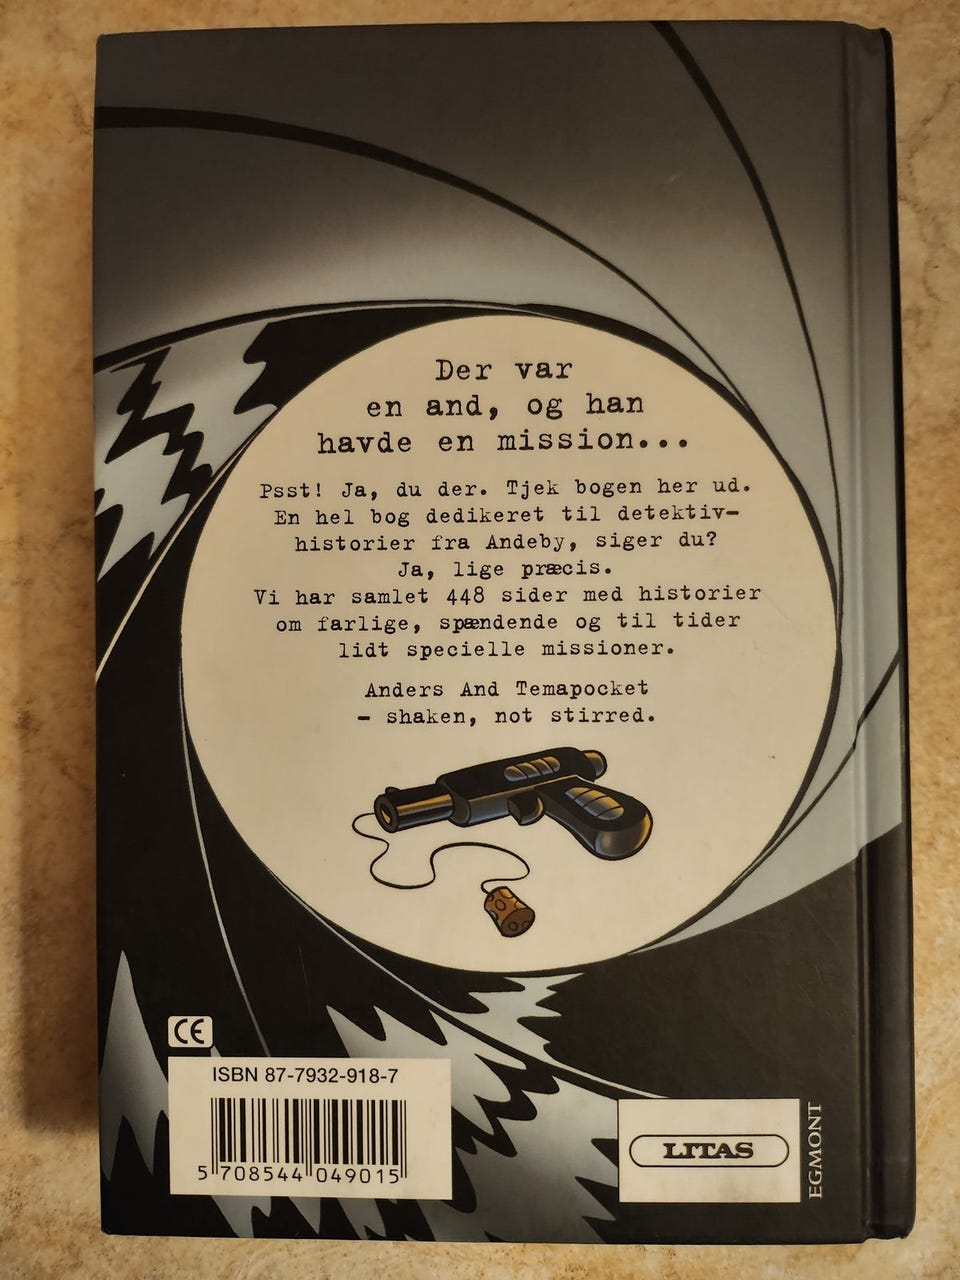 Der var
en and, og han
havde en mission...
Psst! Ja, du der. Tjek bogen her ud.
En hel bog dedikeret til detektiv-
historier fra Andeby, siger du?
Ja, lige præcis.
Vi har samlet 448 sider med historier
om farlige, spændende og til tider
lidt specielle missioner.
Anders And Temapocket
- shaken, not stirred.
CE
ISBN 87-7932-918-7
5 708544 049015
LITAS
EGMONT